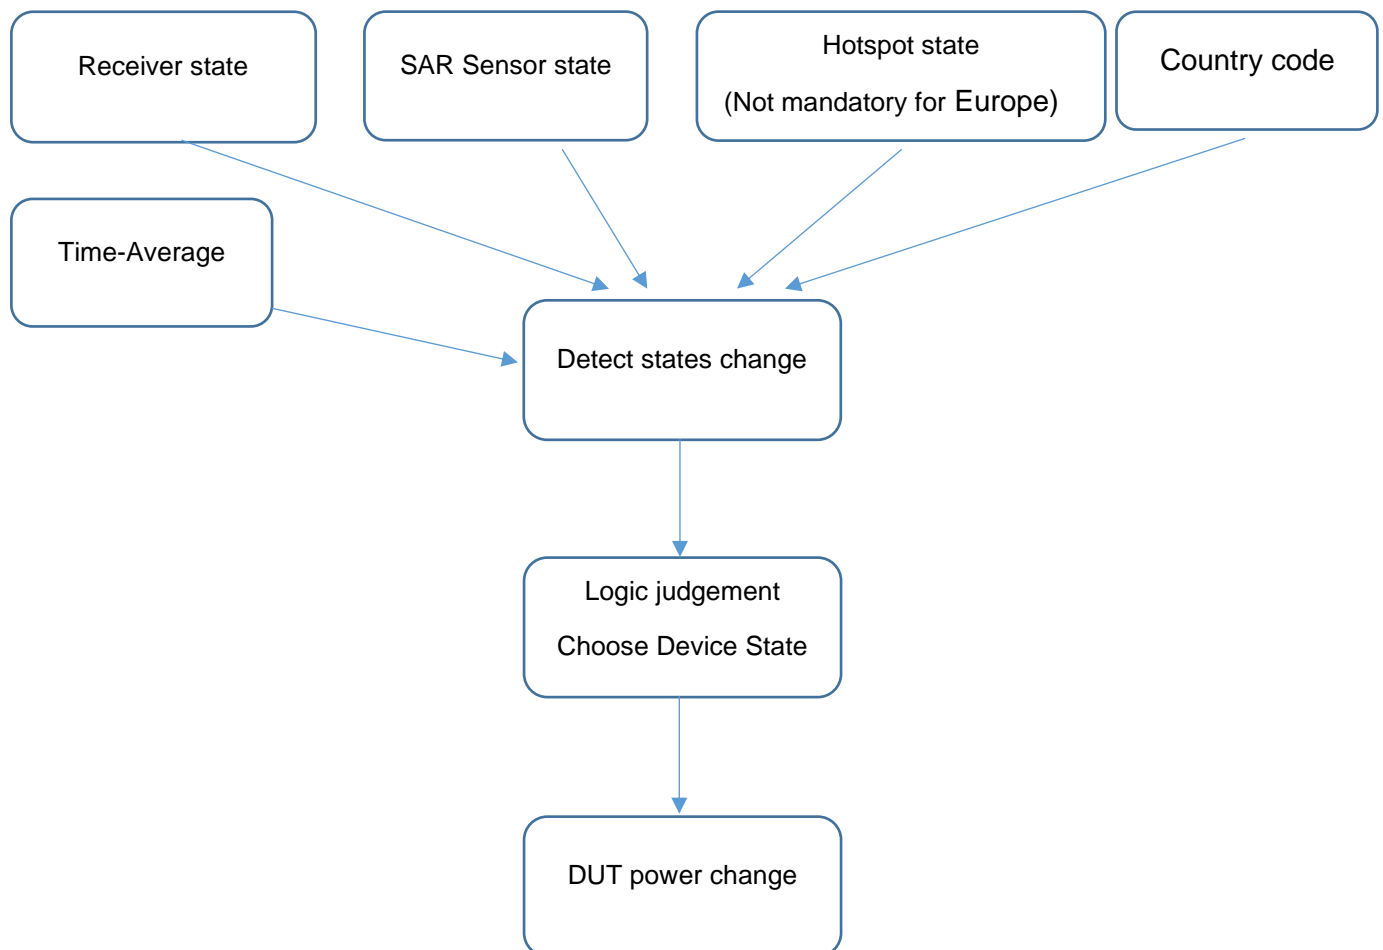 Receiver state
SAR Sensor state
Hotspot state
(Not mandatory for Europe)
Country code
Time-Average
Detect states change
Logic judgement
Choose Device State
DUT power change